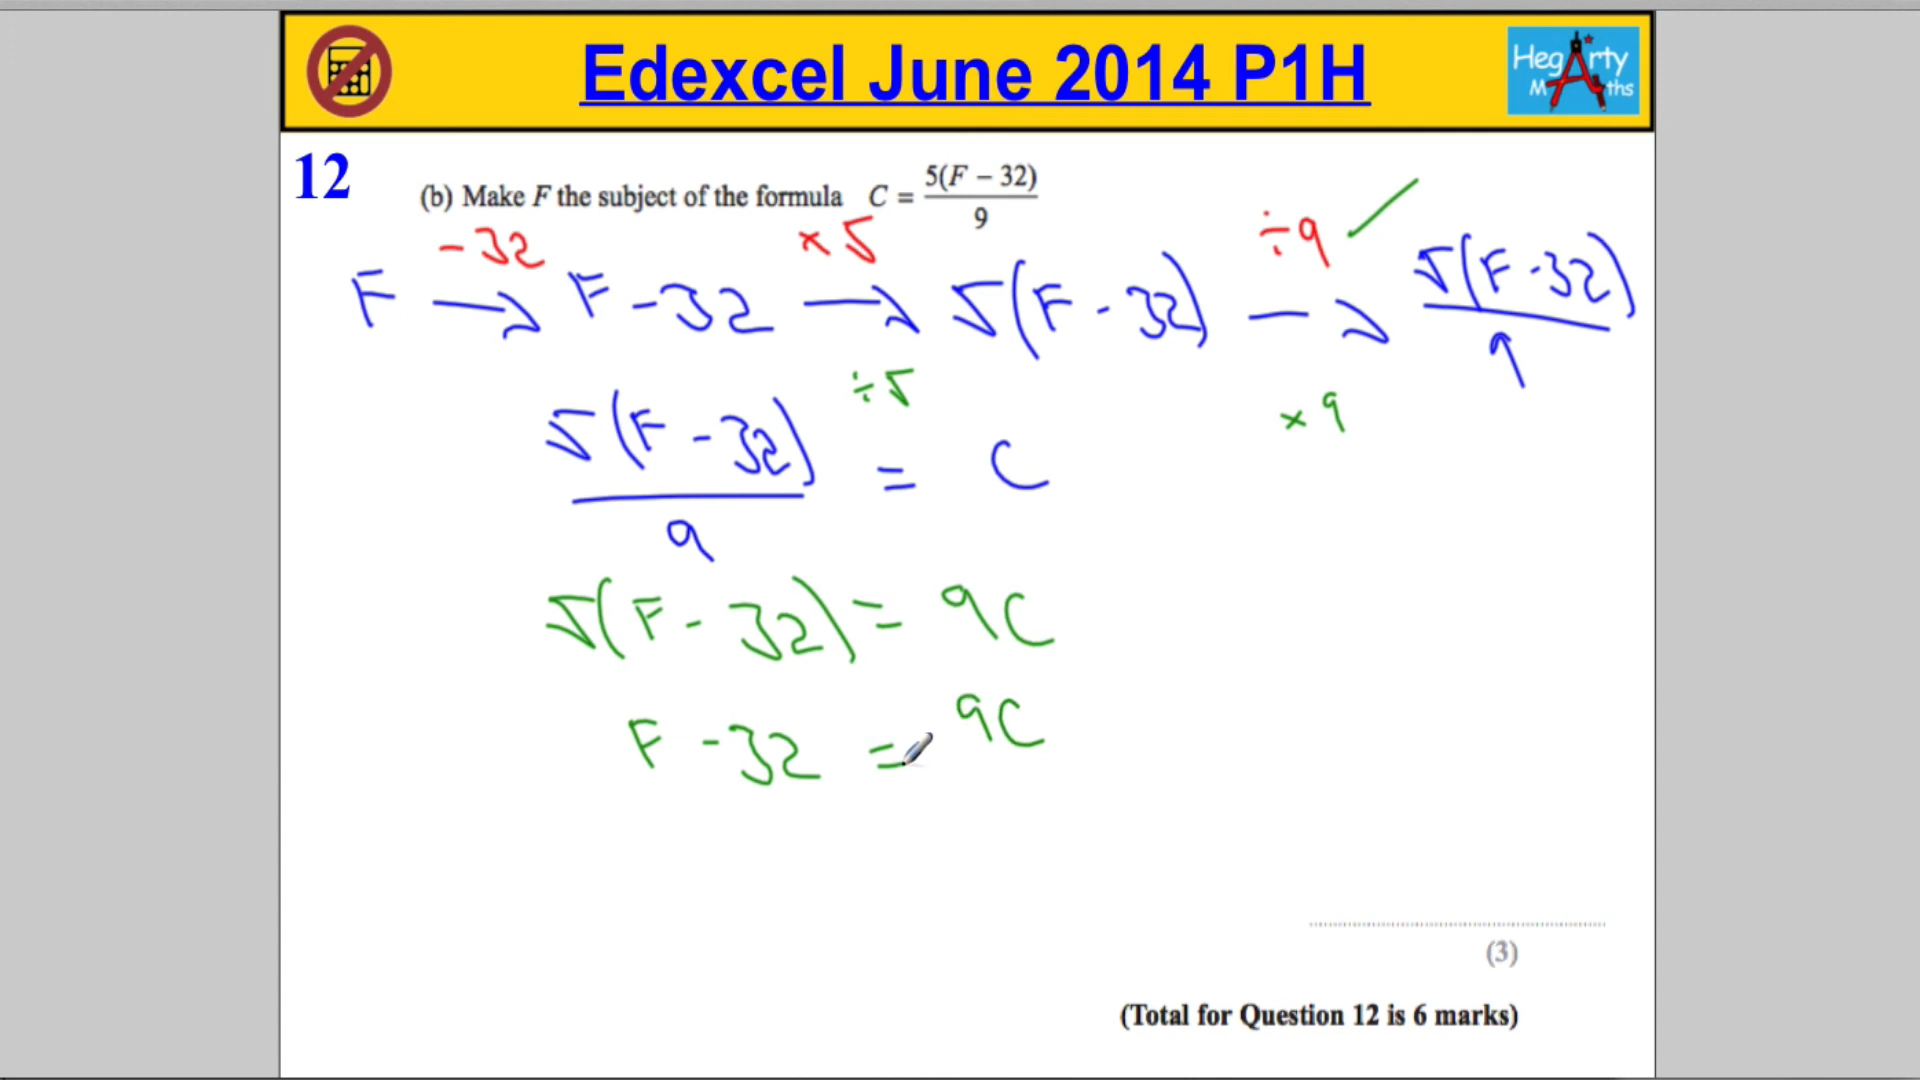 Edexcel June 2014 P1H
HegArty
Maths
12
(b) Make F the subject of the formula C = 5(F − 32) / 9
−32 ×5 ÷9 ✓
F → F −32 → 5(F −32) → 5(F −32) / 9
÷5 ×9
5(F −32) / 9 = C
5(F − 32) = 9C
F −32 = 9C
(3)
(Total for Question 12 is 6 marks)